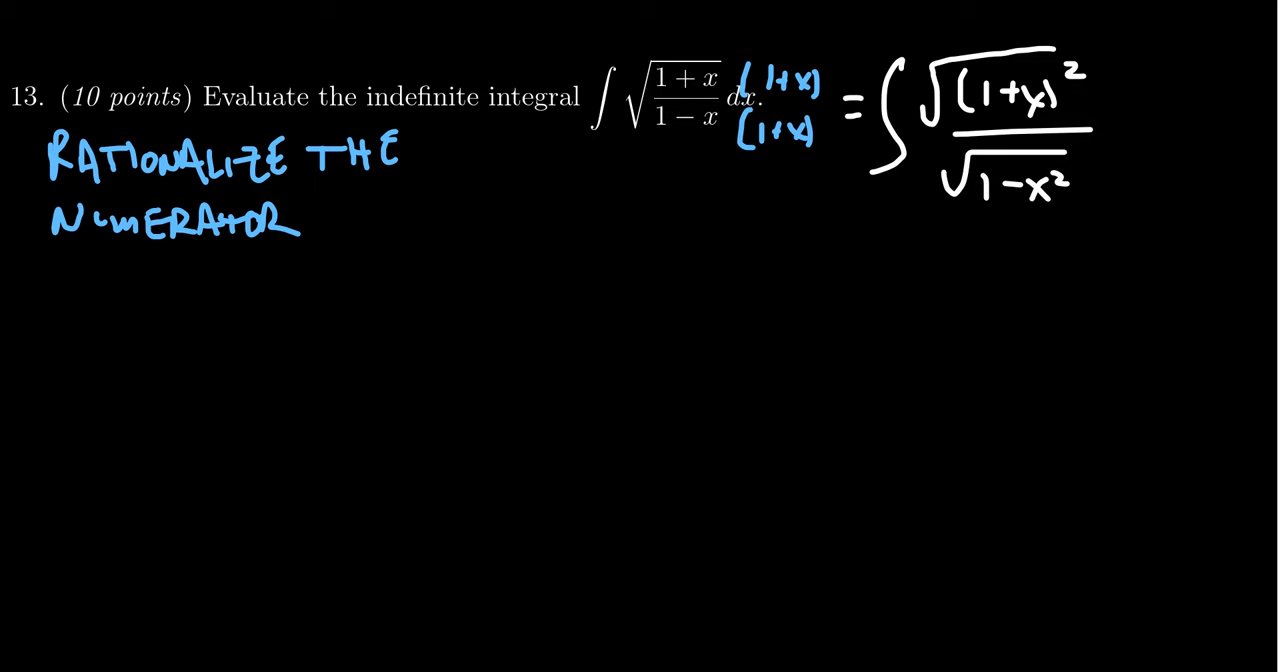 13. (10 points) Evaluate the indefinite integral ∫ √((1 + x)/(1 − x)) dx. (1+x)/(1+x) = ∫ √(1+x)²/√(1−x²)
RATIONALIZE THE
NUMERATOR